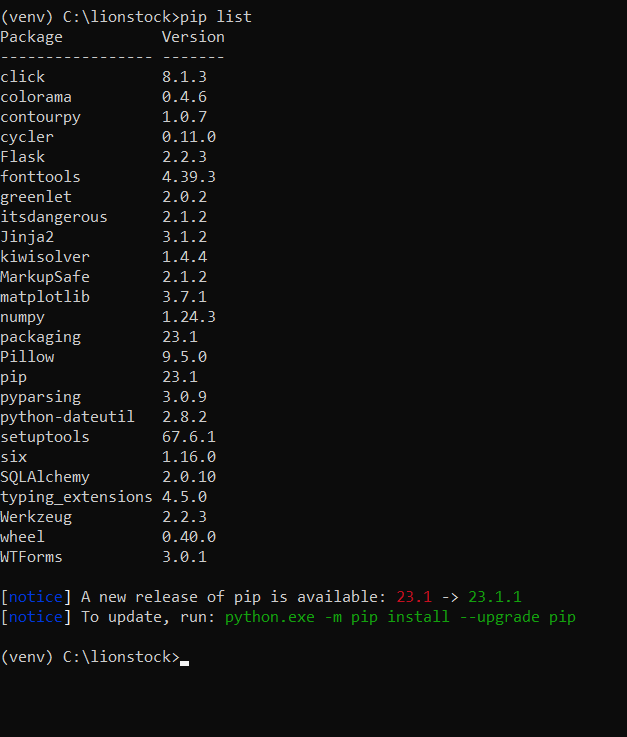 (venv) C:\lionstock>pip list
Package           Version
----------------- -------
click             8.1.3
colorama          0.4.6
contourpy         1.0.7
cycler            0.11.0
Flask             2.2.3
fonttools         4.39.3
greenlet          2.0.2
itsdangerous      2.1.2
Jinja2            3.1.2
kiwisolver        1.4.4
MarkupSafe        2.1.2
matplotlib        3.7.1
numpy             1.24.3
packaging         23.1
Pillow            9.5.0
pip               23.1
pyparsing         3.0.9
python-dateutil   2.8.2
setuptools        67.6.1
six               1.16.0
SQLAlchemy        2.0.10
typing_extensions 4.5.0
Werkzeug          2.2.3
wheel             0.40.0
WTForms           3.0.1
[notice] A new release of pip is available: 23.1 -> 23.1.1
[notice] To update, run: python.exe -m pip install --upgrade pip
(venv) C:\lionstock>